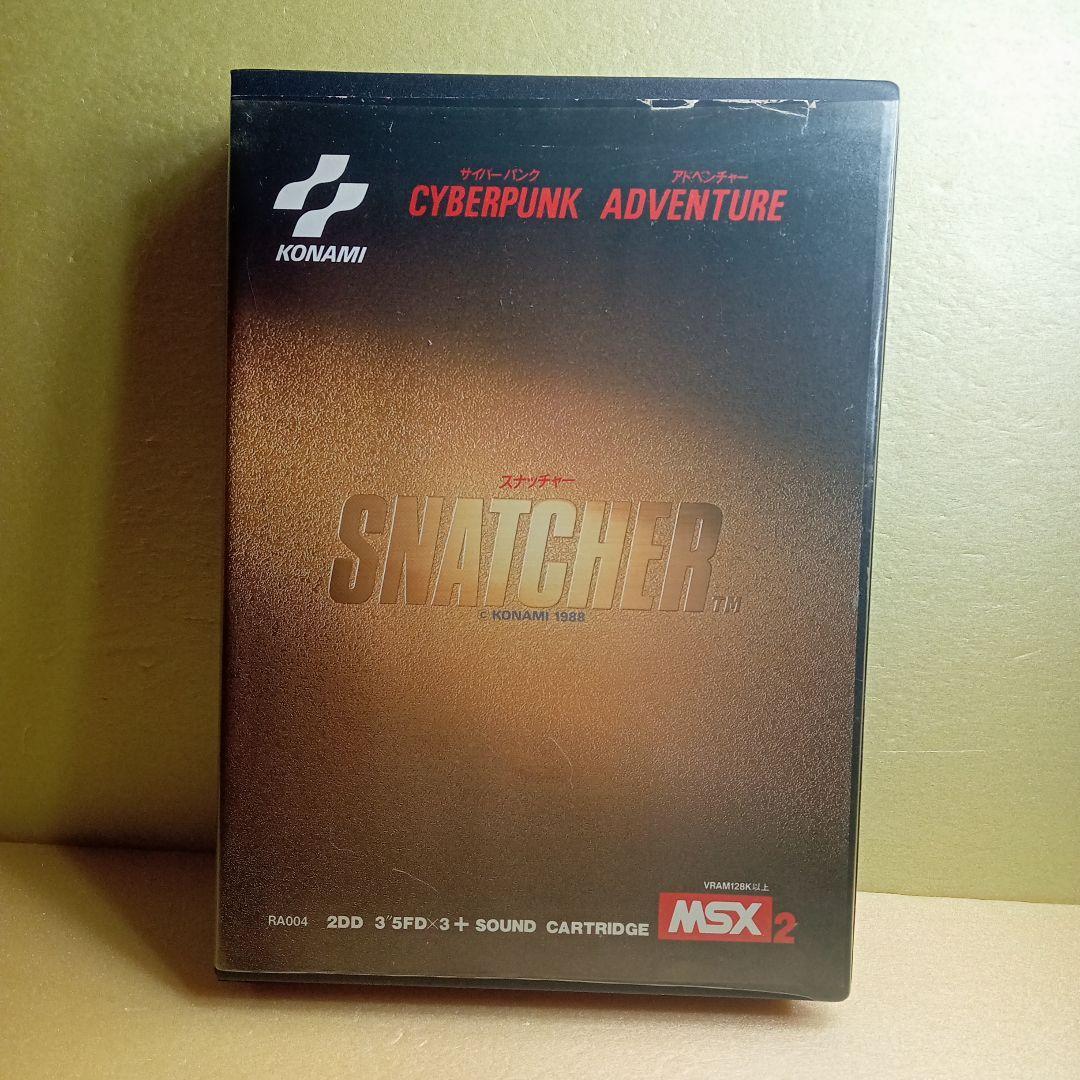 KONAMI
サイバーパンク アドベンチャー
CYBERPUNK ADVENTURE
スナッチャー
SNATCHER TM
© KONAMI 1988
VRAM128K以上
RA004 2DD 3″5FD×3+SOUND CARTRIDGE MSX2